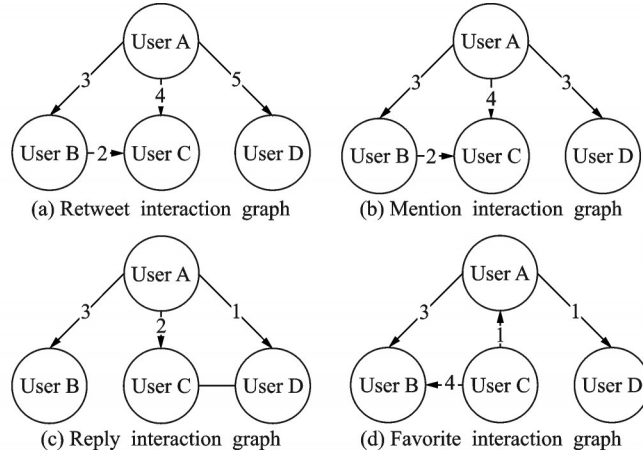 User A
3
4
5
User B
2
User C
User D
(a) Retweet interaction graph
User A
3
4
3
User B
2
User C
User D
(b) Mention interaction graph
User A
3
2
1
User B
User C
User D
(c) Reply interaction graph
User A
3
1
1
User B
4
User C
User D
(d) Favorite interaction graph